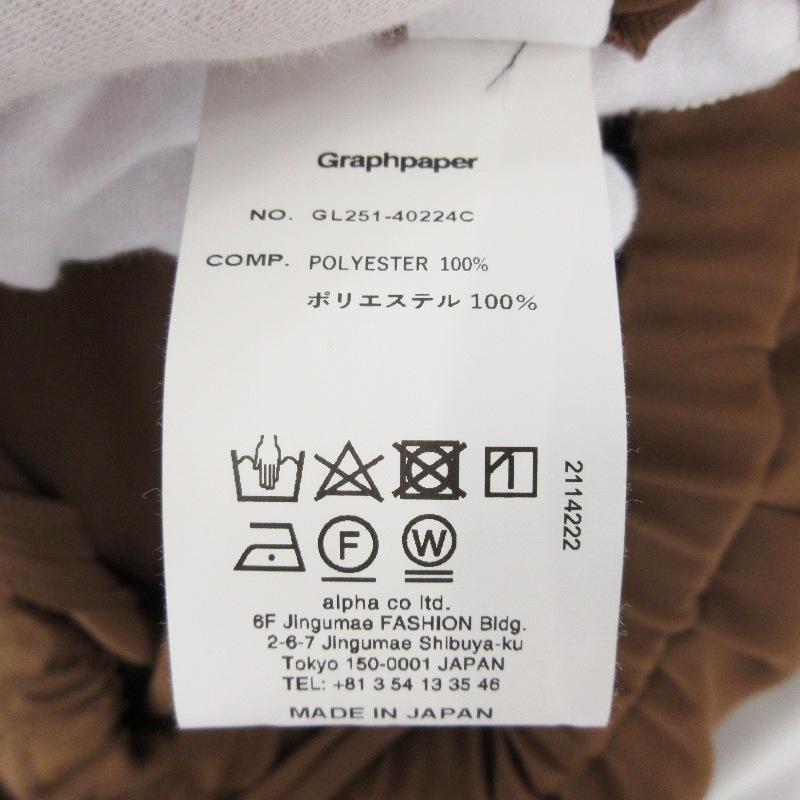 Graphpaper
NO. GL251-40224C
COMP. POLYESTER 100%
ポリエステル 100%
2114222
F W
alpha co ltd.
6F Jingumae FASHION Bldg.
2-6-7 Jingumae Shibuya-ku
Tokyo 150-0001 JAPAN
TEL: +81 3 54 13 35 46
MADE IN JAPAN